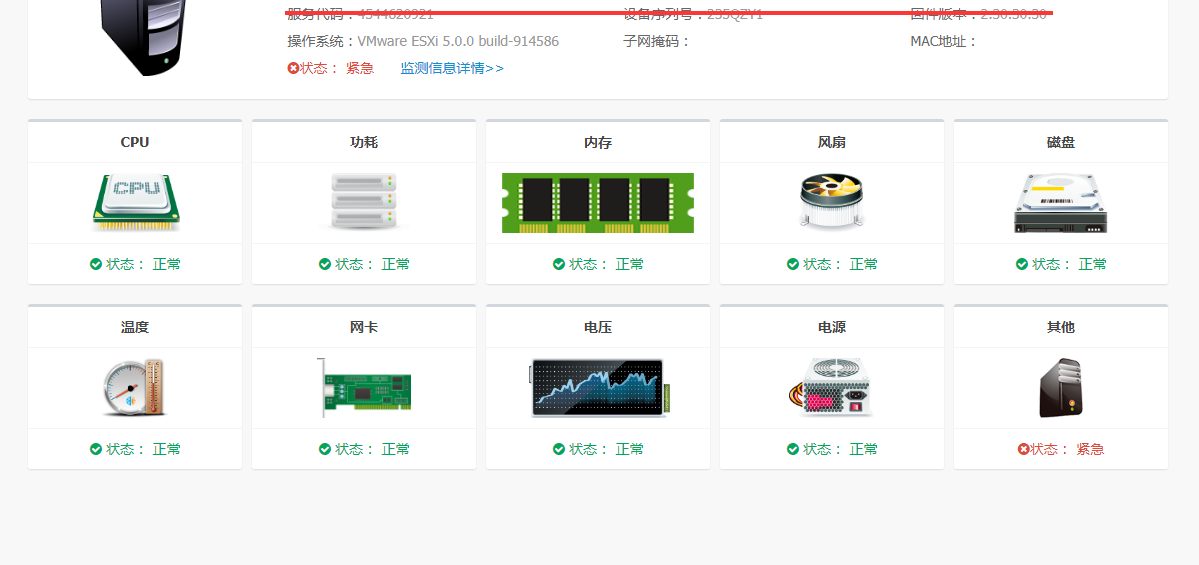 服务代码：4544620921 设备序列号：235QZY1 固件版本：2.30.30.30
操作系统：VMware ESXi 5.0.0 build-914586 子网掩码： MAC地址：
状态： 紧急 监测信息详情>>
CPU 功耗 内存 风扇 磁盘
CPU
状态： 正常 状态： 正常 状态： 正常 状态： 正常 状态： 正常
温度 网卡 电压 电源 其他
状态： 正常 状态： 正常 状态： 正常 状态： 正常 状态： 紧急